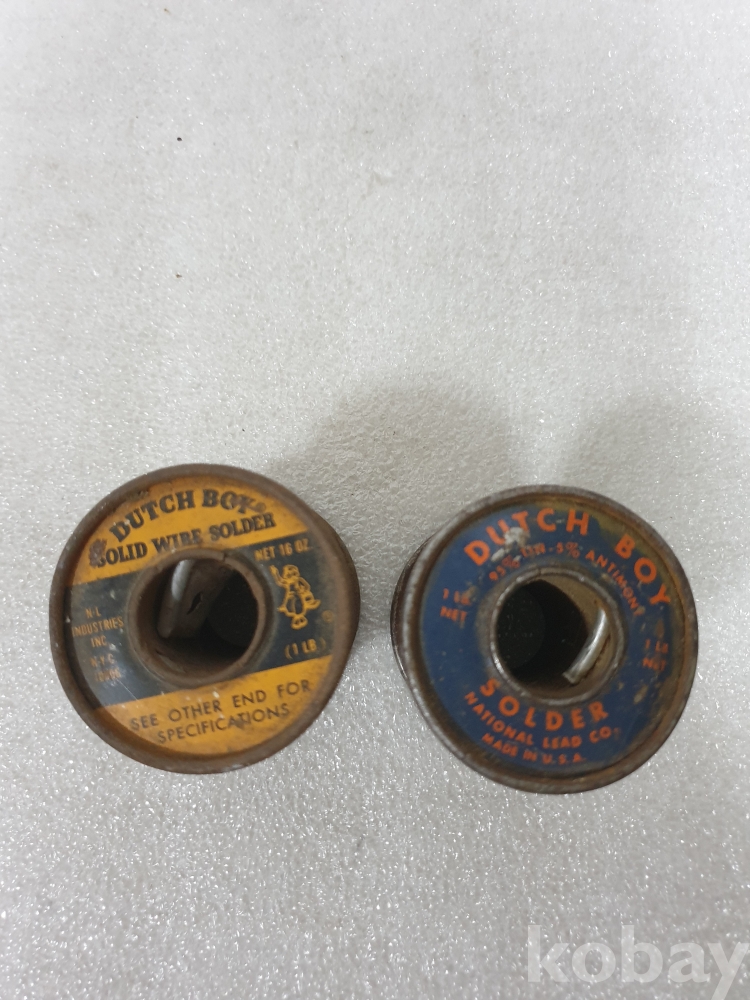 DUTCH BOY®
SOLID WIRE SOLDER
NET 16 OZ
(1 LB)
N L
INDUSTRIES
INC.
N·Y·C
SEE OTHER END FOR
SPECIFICATIONS
®
DUTCH BOY
95% TIN - 5% ANTIMONY
1 LB
NET
1 LB
NET
SOLDER
NATIONAL LEAD CO.
MADE IN U.S.A.
kobay